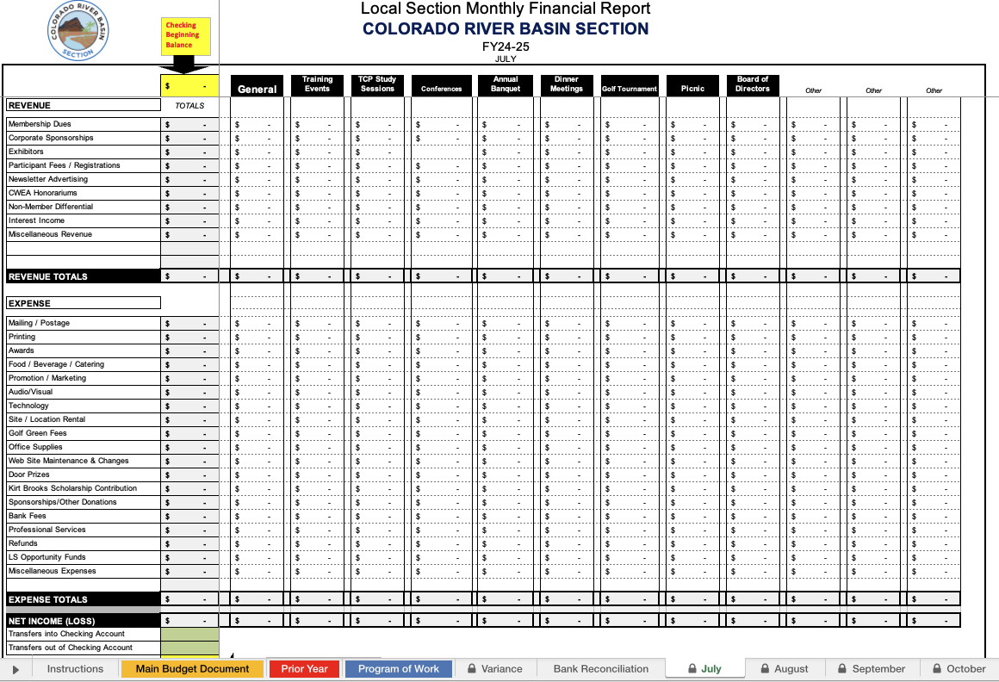 COLORADO RIVER BASIN
SECTION
Checking
Beginning
Balance
Local Section Monthly Financial Report
COLORADO RIVER BASIN SECTION
FY24-25
JULY
$ - General Training Events TCP Study Sessions Conferences Annual Banquet Dinner Meetings Golf Tournament Picnic Board of Directors Other Other Other
REVENUE TOTALS
Membership Dues $ - $ - $ - $ - $ - $ - $ - $ - $ - $ - $ - $ - $ -
Corporate Sponsorships $ - $ - $ - $ - $ - $ - $ - $ - $ - $ - $ - $ - $ -
Exhibitors $ - $ - $ - $ - $ - $ - $ - $ - $ - $ - $ - $ -
Participant Fees / Registrations $ - $ - $ - $ - $ - $ - $ - $ - $ - $ - $ - $ - $ -
Newsletter Advertising $ - $ - $ - $ - $ - $ - $ - $ - $ - $ - $ - $ - $ -
CWEA Honorariums $ - $ - $ - $ - $ - $ - $ - $ - $ - $ - $ - $ - $ -
Non-Member Differential $ - $ - $ - $ - $ - $ - $ - $ - $ - $ - $ - $ - $ -
Interest Income $ - $ - $ - $ - $ - $ - $ - $ - $ - $ - $ - $ - $ -
Miscellaneous Revenue $ - $ - $ - $ - $ - $ - $ - $ - $ - $ - $ - $ - $ -
REVENUE TOTALS $ - $ - $ - $ - $ - $ - $ - $ - $ - $ - $ - $ - $ -
EXPENSE
Mailing / Postage $ - $ - $ - $ - $ - $ - $ - $ - $ - $ - $ - $ - $ -
Printing $ - $ - $ - $ - $ - $ - $ - $ - $ - $ - $ - $ - $ -
Awards $ - $ - $ - $ - $ - $ - $ - $ - $ - $ - $ - $ - $ -
Food / Beverage / Catering $ - $ - $ - $ - $ - $ - $ - $ - $ - $ - $ - $ - $ -
Promotion / Marketing $ - $ - $ - $ - $ - $ - $ - $ - $ - $ - $ - $ - $ -
Audio/Visual $ - $ - $ - $ - $ - $ - $ - $ - $ - $ - $ - $ - $ -
Technology $ - $ - $ - $ - $ - $ - $ - $ - $ - $ - $ - $ - $ -
Site / Location Rental $ - $ - $ - $ - $ - $ - $ - $ - $ - $ - $ - $ - $ -
Golf Green Fees $ - $ - $ - $ - $ - $ - $ - $ - $ - $ - $ - $ - $ -
Office Supplies $ - $ - $ - $ - $ - $ - $ - $ - $ - $ - $ - $ - $ -
Web Site Maintenance & Changes $ - $ - $ - $ - $ - $ - $ - $ - $ - $ - $ - $ - $ -
Door Prizes $ - $ - $ - $ - $ - $ - $ - $ - $ - $ - $ - $ - $ -
Kirt Brooks Scholarship Contribution $ - $ - $ - $ - $ - $ - $ - $ - $ - $ - $ - $ - $ -
Sponsorships/Other Donations $ - $ - $ - $ - $ - $ - $ - $ - $ - $ - $ - $ - $ -
Bank Fees $ - $ - $ - $ - $ - $ - $ - $ - $ - $ - $ - $ - $ -
Professional Services $ - $ - $ - $ - $ - $ - $ - $ - $ - $ - $ - $ - $ -
Refunds $ - $ - $ - $ - $ - $ - $ - $ - $ - $ - $ - $ - $ -
LS Opportunity Funds $ - $ - $ - $ - $ - $ - $ - $ - $ - $ - $ - $ - $ -
Miscellaneous Expenses $ - $ - $ - $ - $ - $ - $ - $ - $ - $ - $ - $ - $ -
EXPENSE TOTALS $ - $ - $ - $ - $ - $ - $ - $ - $ - $ - $ - $ - $ -
NET INCOME (LOSS) $ - $ - $ - $ - $ - $ - $ - $ - $ - $ - $ - $ - $ -
Transfers into Checking Account
Transfers out of Checking Account
Instructions Main Budget Document Prior Year Program of Work Variance Bank Reconciliation July August September October